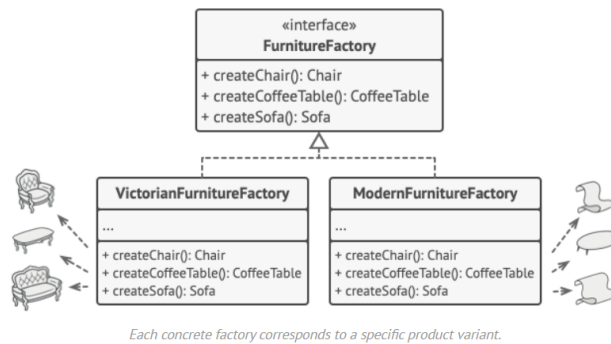 «interface»
FurnitureFactory
+ createChair(): Chair
+ createCoffeeTable(): CoffeeTable
+ createSofa(): Sofa
VictorianFurnitureFactory
...
+ createChair(): Chair
+ createCoffeeTable(): CoffeeTable
+ createSofa(): Sofa
ModernFurnitureFactory
...
+ createChair(): Chair
+ createCoffeeTable(): CoffeeTable
+ createSofa(): Sofa
Each concrete factory corresponds to a specific product variant.